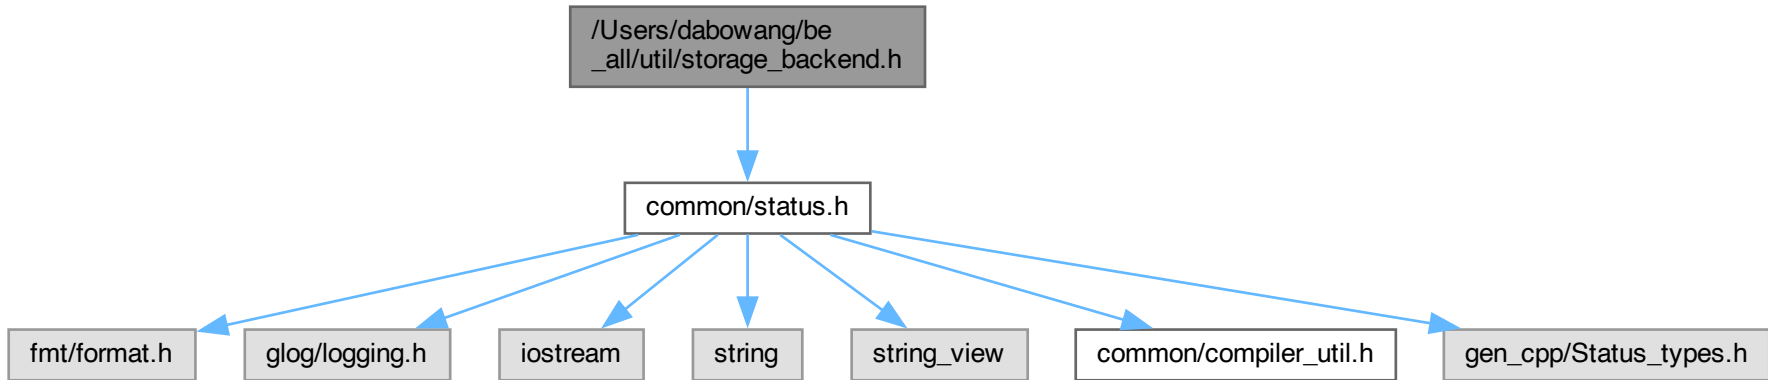 /Users/dabowang/be
_all/util/storage_backend.h
common/status.h
fmt/format.h
glog/logging.h
iostream
string
string_view
common/compiler_util.h
gen_cpp/Status_types.h